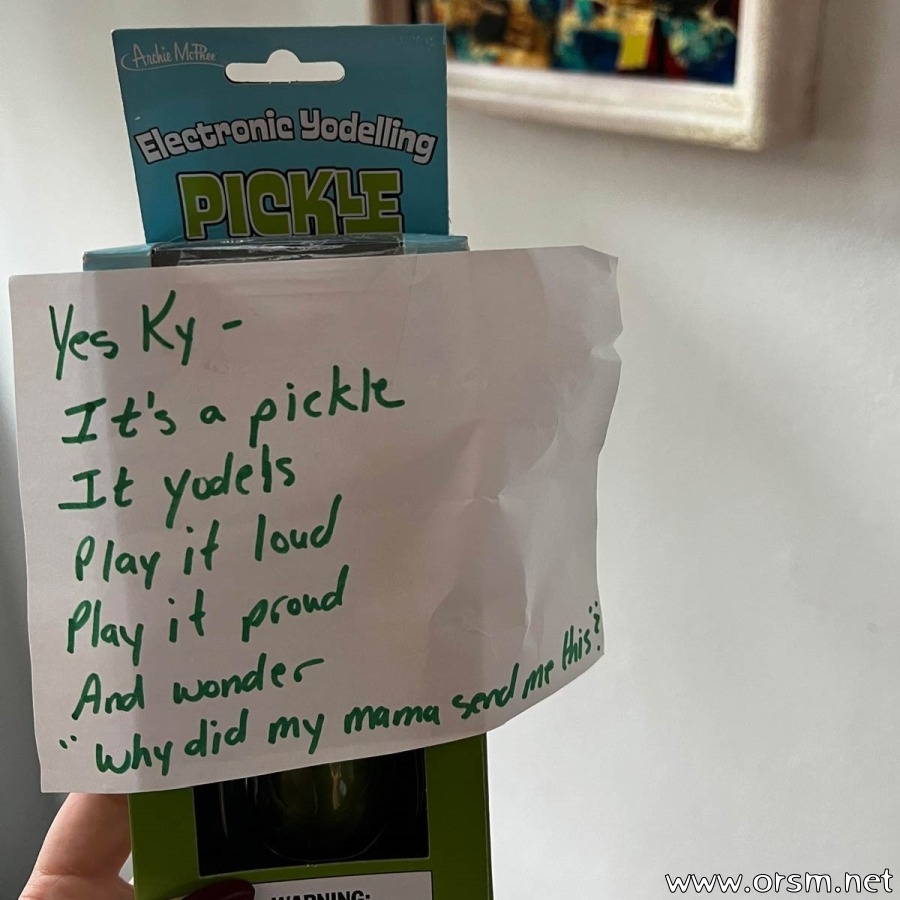 Archie McPhee
Electronic Yodelling
PICKLE
Yes Ky -
It's a pickle
It yodels
Play it loud
Play it proud
And wonder
"Why did my mama send me this?"
WARNING:
www.orsm.net